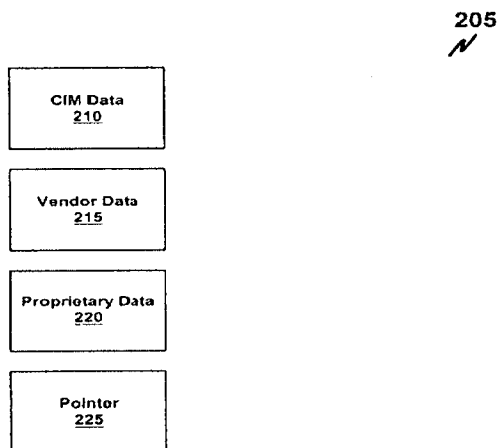 205
CIM Data
210
Vendor Data
215
Proprietary Data
220
Pointer
225